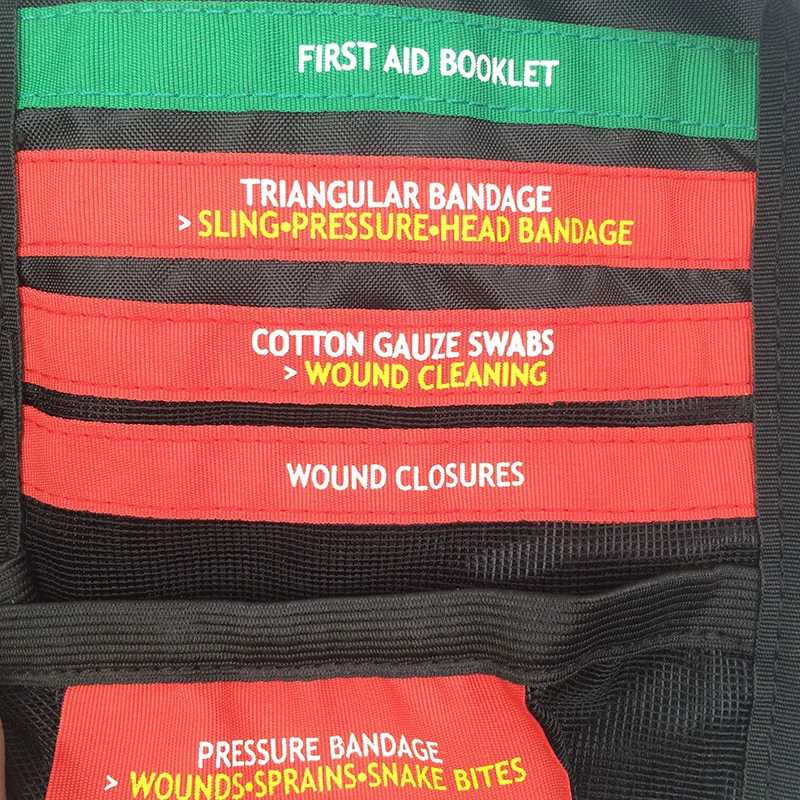 FIRST AID BOOKLET
TRIANGULAR BANDAGE
> SLING•PRESSURE•HEAD BANDAGE
COTTON GAUZE SWABS
> WOUND CLEANING
WOUND CLOSURES
PRESSURE BANDAGE
> WOUNDS•SPRAINS•SNAKE BITES